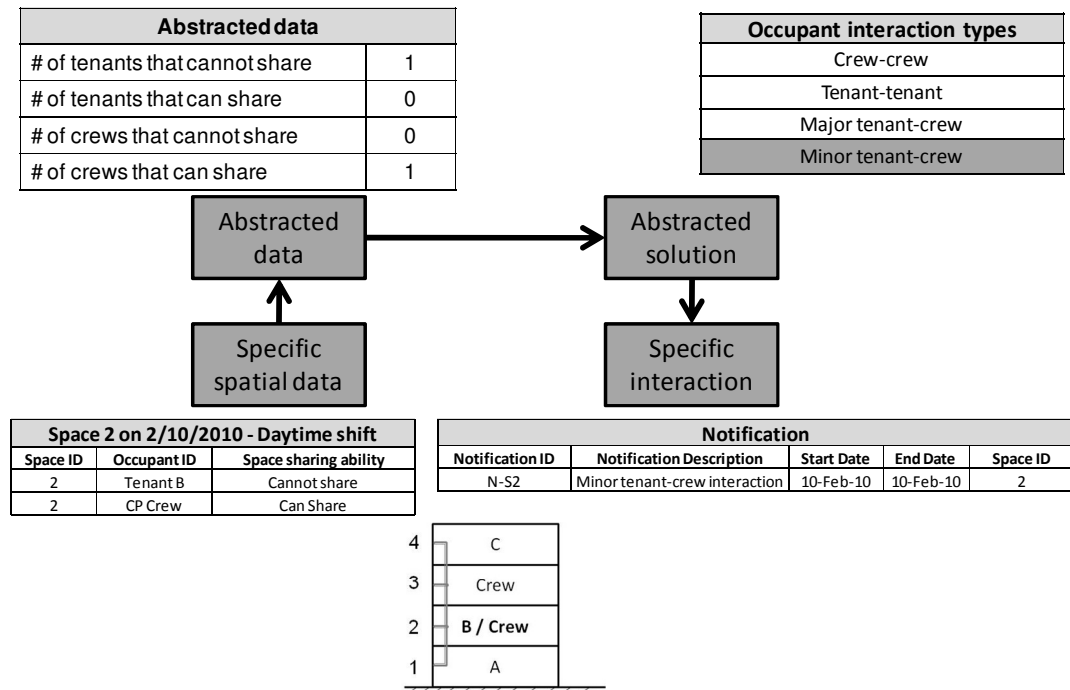 Abstracted data
# of tenants that cannot share 1
# of tenants that can share 0
# of crews that cannot share 0
# of crews that can share 1
Occupant interaction types
Crew-crew
Tenant-tenant
Major tenant-crew
Minor tenant-crew
Abstracted
data
Abstracted
solution
Specific
spatial data
Specific
interaction
Space 2 on 2/10/2010 - Daytime shift
Space ID Occupant ID Space sharing ability
2 Tenant B Cannot share
2 CP Crew Can Share
Notification
Notification ID Notification Description Start Date End Date Space ID
N-S2 Minor tenant-crew interaction 10-Feb-10 10-Feb-10 2
4 C
3 Crew
2 B / Crew
1 A